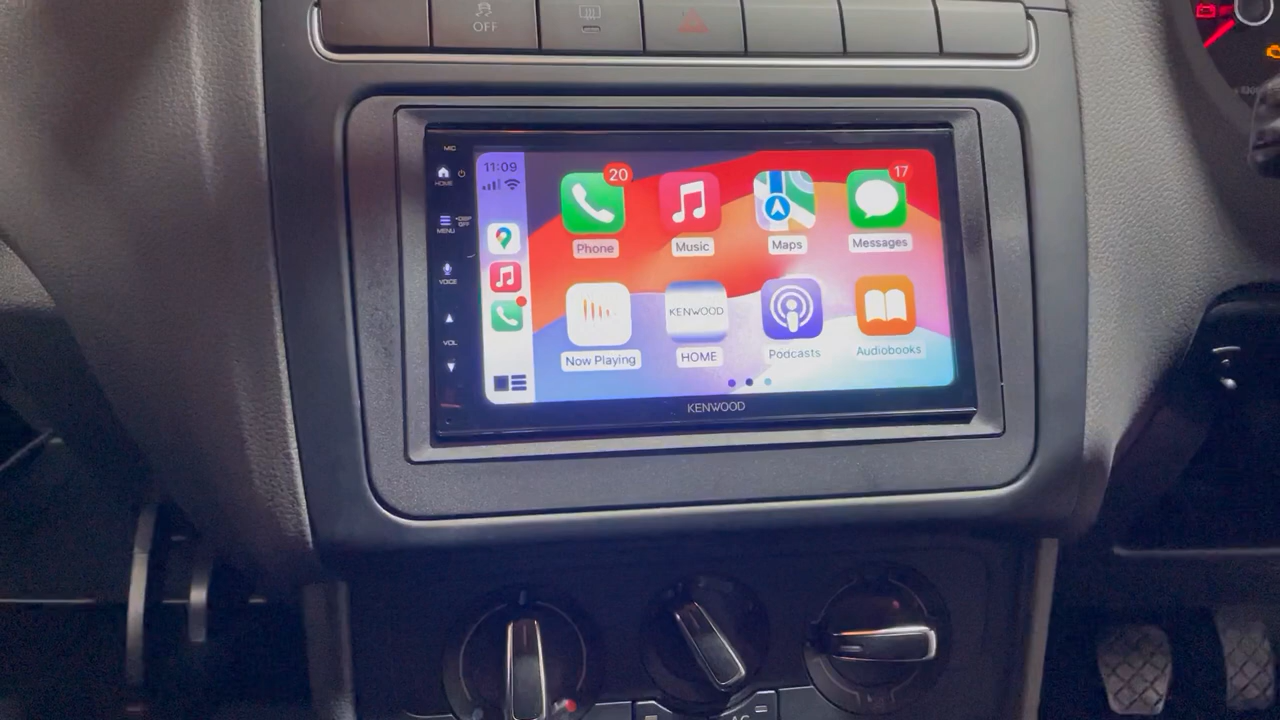 OFF
MIC
11:09
HOME
MENU
VOICE
VOL
20
17
Phone
Music
Maps
Messages
KENWOOD
Now Playing
HOME
Podcasts
Audiobooks
KENWOOD
AC